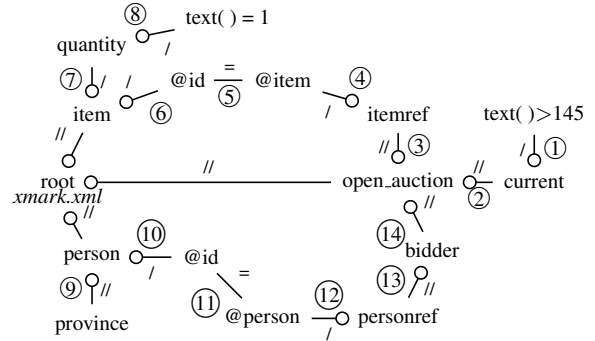 ⑧ text( ) = 1
quantity /
⑦ / / @id = @item ④
item ⑥ ⑤ / itemref text( )>145
// // ③ / ①
root // open_auction // current
xmark.xml ②
// //
person ⑩ @id ⑭ bidder
/ =
⑨ // ⑪ ⑫ ⑬ //
province @person / personref